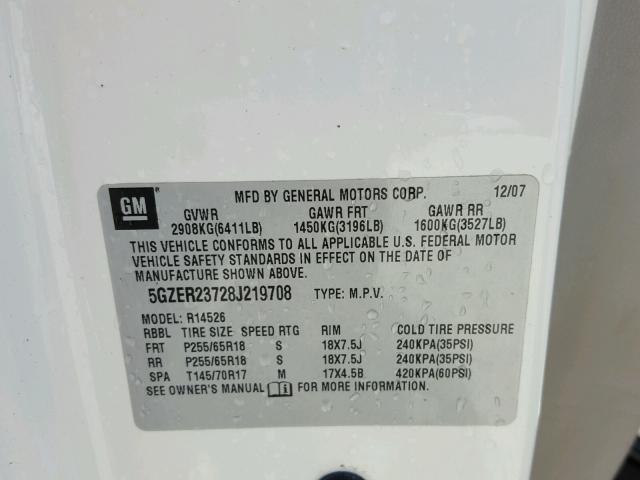 GM® MFD BY GENERAL MOTORS CORP. 12/07
GVWR GAWR FRT GAWR RR
2908KG(6411LB) 1450KG(3196LB) 1600KG(3527LB)
THIS VEHICLE CONFORMS TO ALL APPLICABLE U.S. FEDERAL MOTOR
VEHICLE SAFETY STANDARDS IN EFFECT ON THE DATE OF
MANUFACTURE SHOWN ABOVE.
5GZER23728J219708 TYPE: M.P.V.
MODEL: R14526
RBBL TIRE SIZE SPEED RTG RIM COLD TIRE PRESSURE
FRT P255/65R18 S 18X7.5J 240KPA(35PSI)
RR P255/65R18 S 18X7.5J 240KPA(35PSI)
SPA T145/70R17 M 17X4.5B 420KPA(60PSI)
SEE OWNER'S MANUAL FOR MORE INFORMATION.